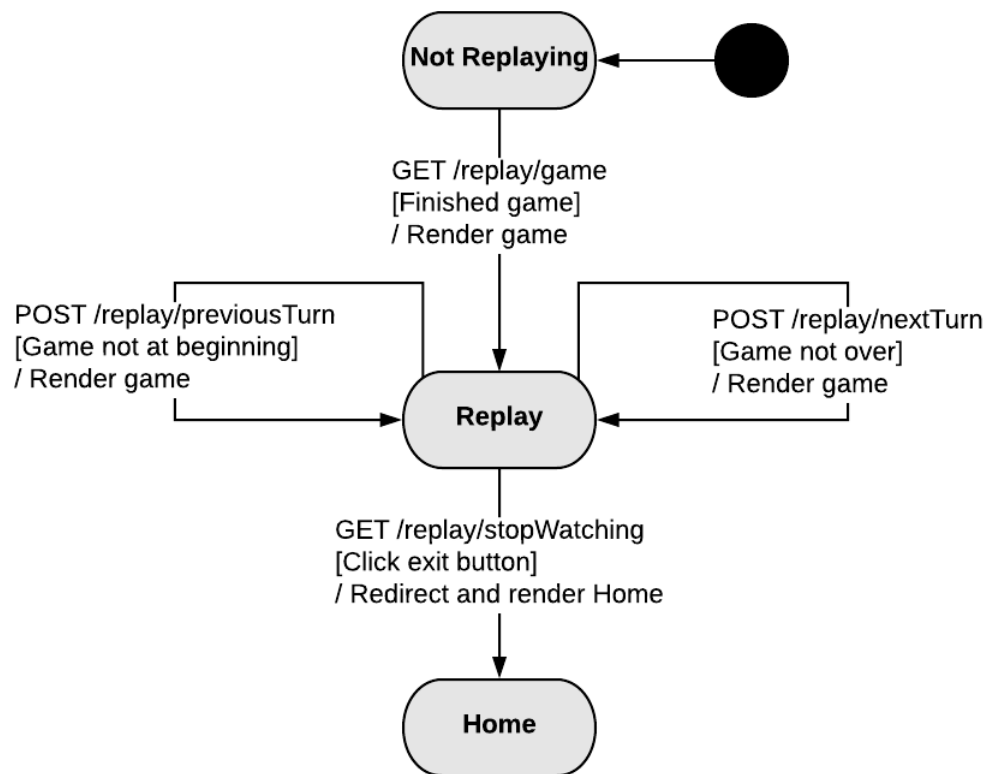 Not Replaying
GET /replay/game
[Finished game]
/ Render game
POST /replay/previousTurn
[Game not at beginning]
/ Render game
POST /replay/nextTurn
[Game not over]
/ Render game
Replay
GET /replay/stopWatching
[Click exit button]
/ Redirect and render Home
Home